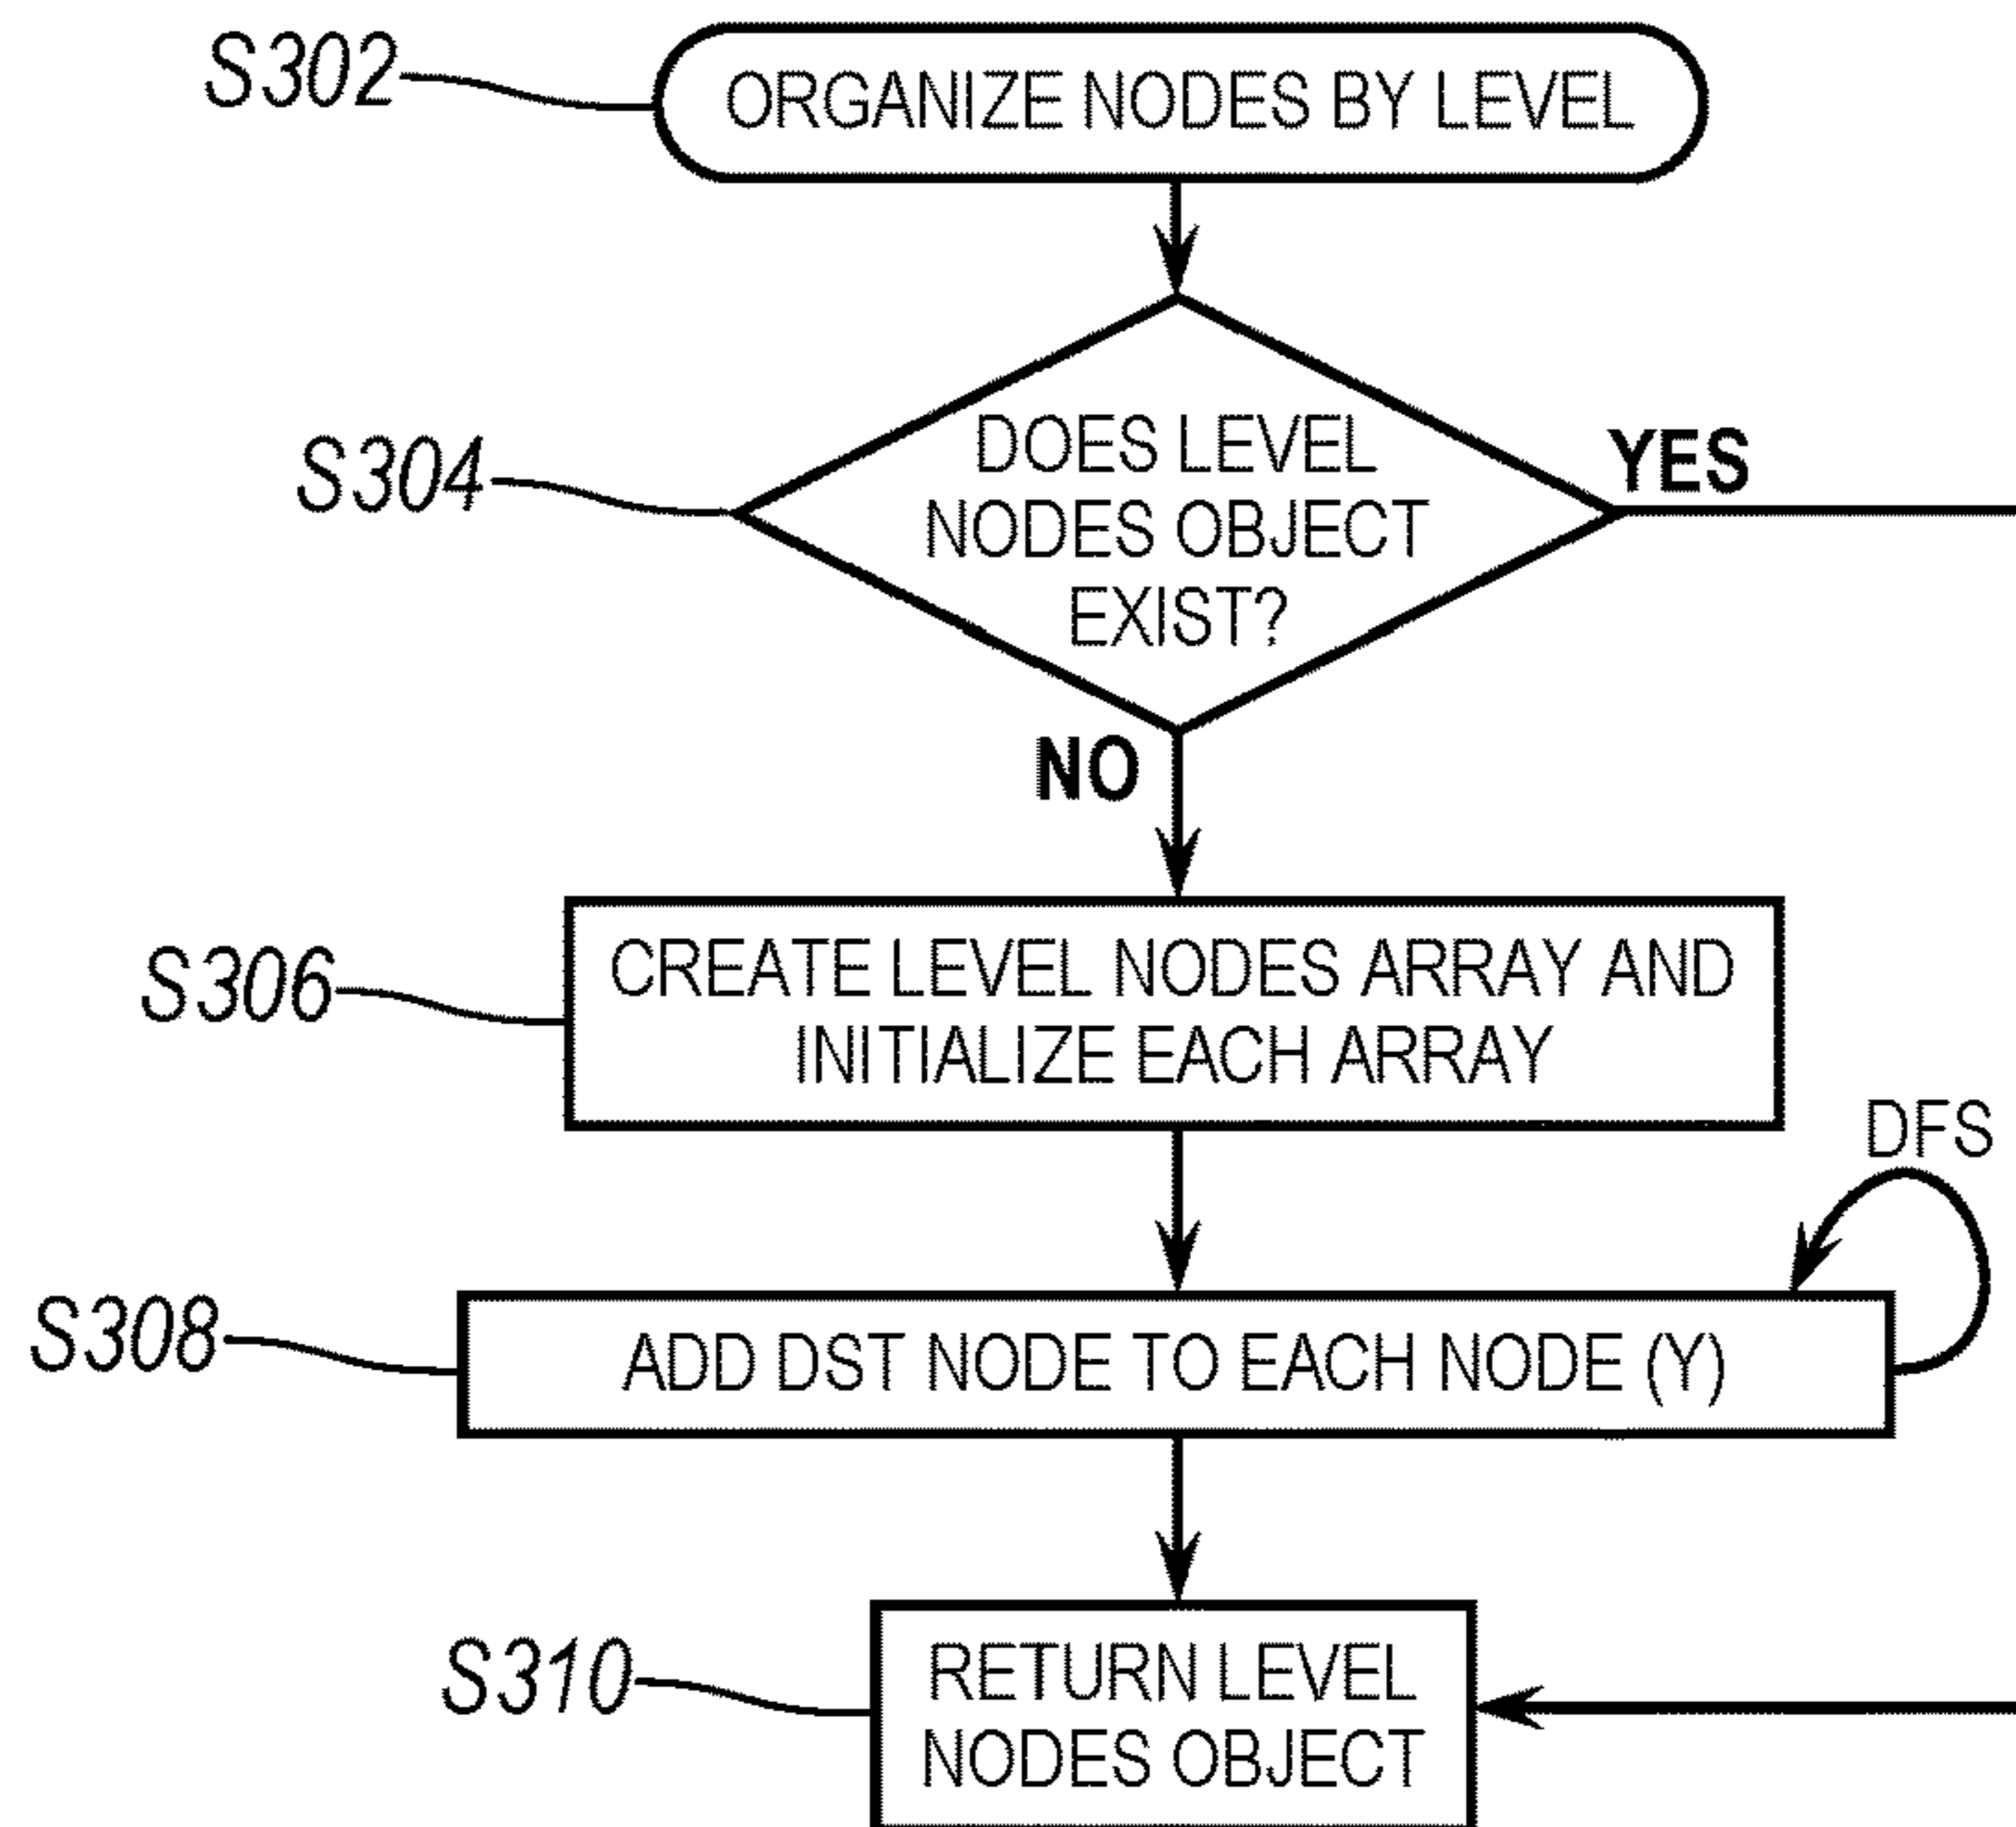 S302
ORGANIZE NODES BY LEVEL
S304
DOES LEVEL
NODES OBJECT
EXIST?
YES
NO
S306
CREATE LEVEL NODES ARRAY AND
INITIALIZE EACH ARRAY
DFS
S308
ADD DST NODE TO EACH NODE (Y)
S310
RETURN LEVEL
NODES OBJECT